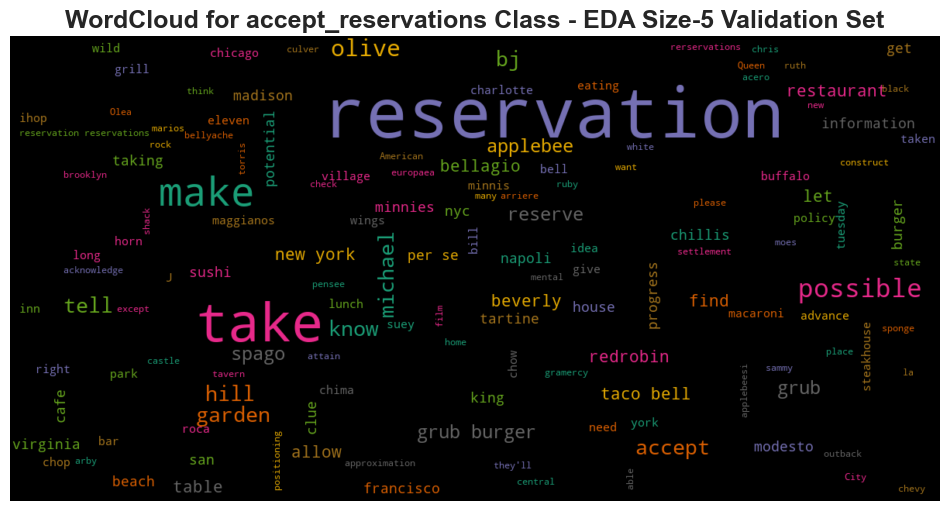 WordCloud for accept_reservations Class - EDA Size-5 Validation Set
wild
chicago
culver
olive
bj
rerservations
chris
get
grill
Queen
ruth
acero
think
madison
charlotte
eating
restaurant
black
new
ihop
Olea
eleven
potential
reservation
information
reservation reservations
marios
bellyache
applebee
white
taken
rock
torris
taking
American
bellagio
bell
want
construct
brooklyn
village
europaea
check
minnis
ruby
buffalo
make
many
arriere
let
shack
maggianos
minnies
nyc
reserve
please
policy
tuesday
burger
wings
horn
bill
idea
chillis
moes
long
new york
michael
per se
napoli
settlement
acknowledge
J
sushi
give
state
pensee
mental
progress
possible
inn
tell
except
take
lunch
beverly
house
find
macaroni
advance
know
suey
film
tartine
sponge
spago
home
redrobin
place
steakhouse
right
castle
attain
chow
park
tavern
gramercy
sammy
la
cafe
hill
chima
king
taco bell
applebeesi
grub
garden
clue
virginia
bar
roca
grub burger
need
york
accept
modesto
chop
arby
san
positioning
allow
approximation
they'll
outback
beach
table
francisco
central
able
City
chevy